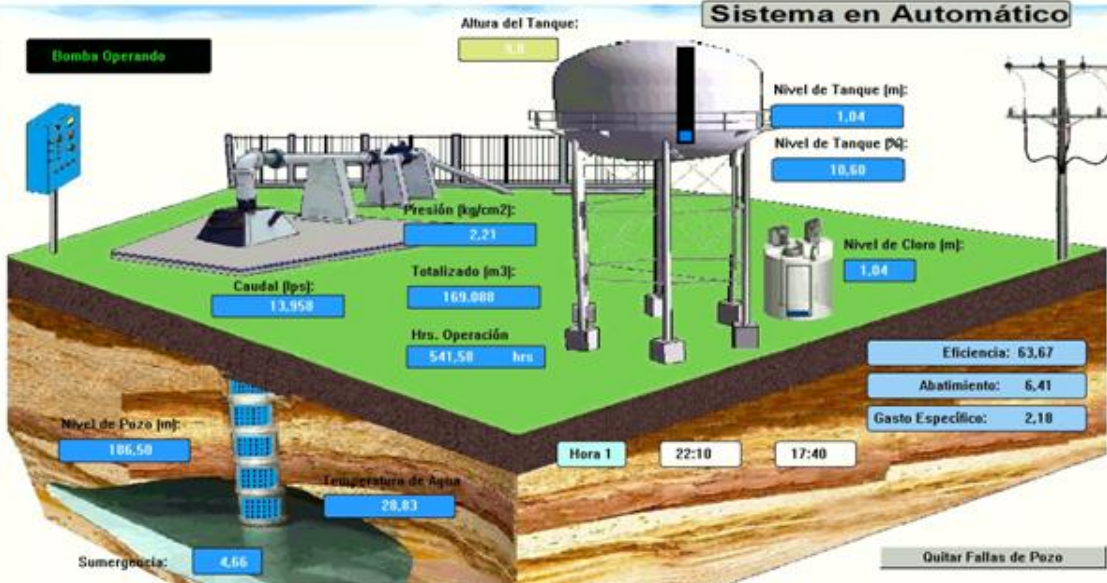 Sistema en Automático
Altura del Tanque:
9,8
Bomba Operando
Nivel de Tanque (m):
1,04
Nivel de Tanque (%):
10,60
Presión (kg/cm2):
2,21
Nivel de Cloro (m):
1,04
Totalizado (m3):
169.088
Caudal (lps):
13,958
Hrs. Operación
541,58 hrs
Eficiencia: 63,67
Abatimiento: 6,41
Gasto Específico: 2,18
Nivel de Pozo (m):
186,50
Hora 1 22:10 17:40
Temperatura de Agua
28,83
Sumergencia: 4,66
Quitar Fallas de Pozo